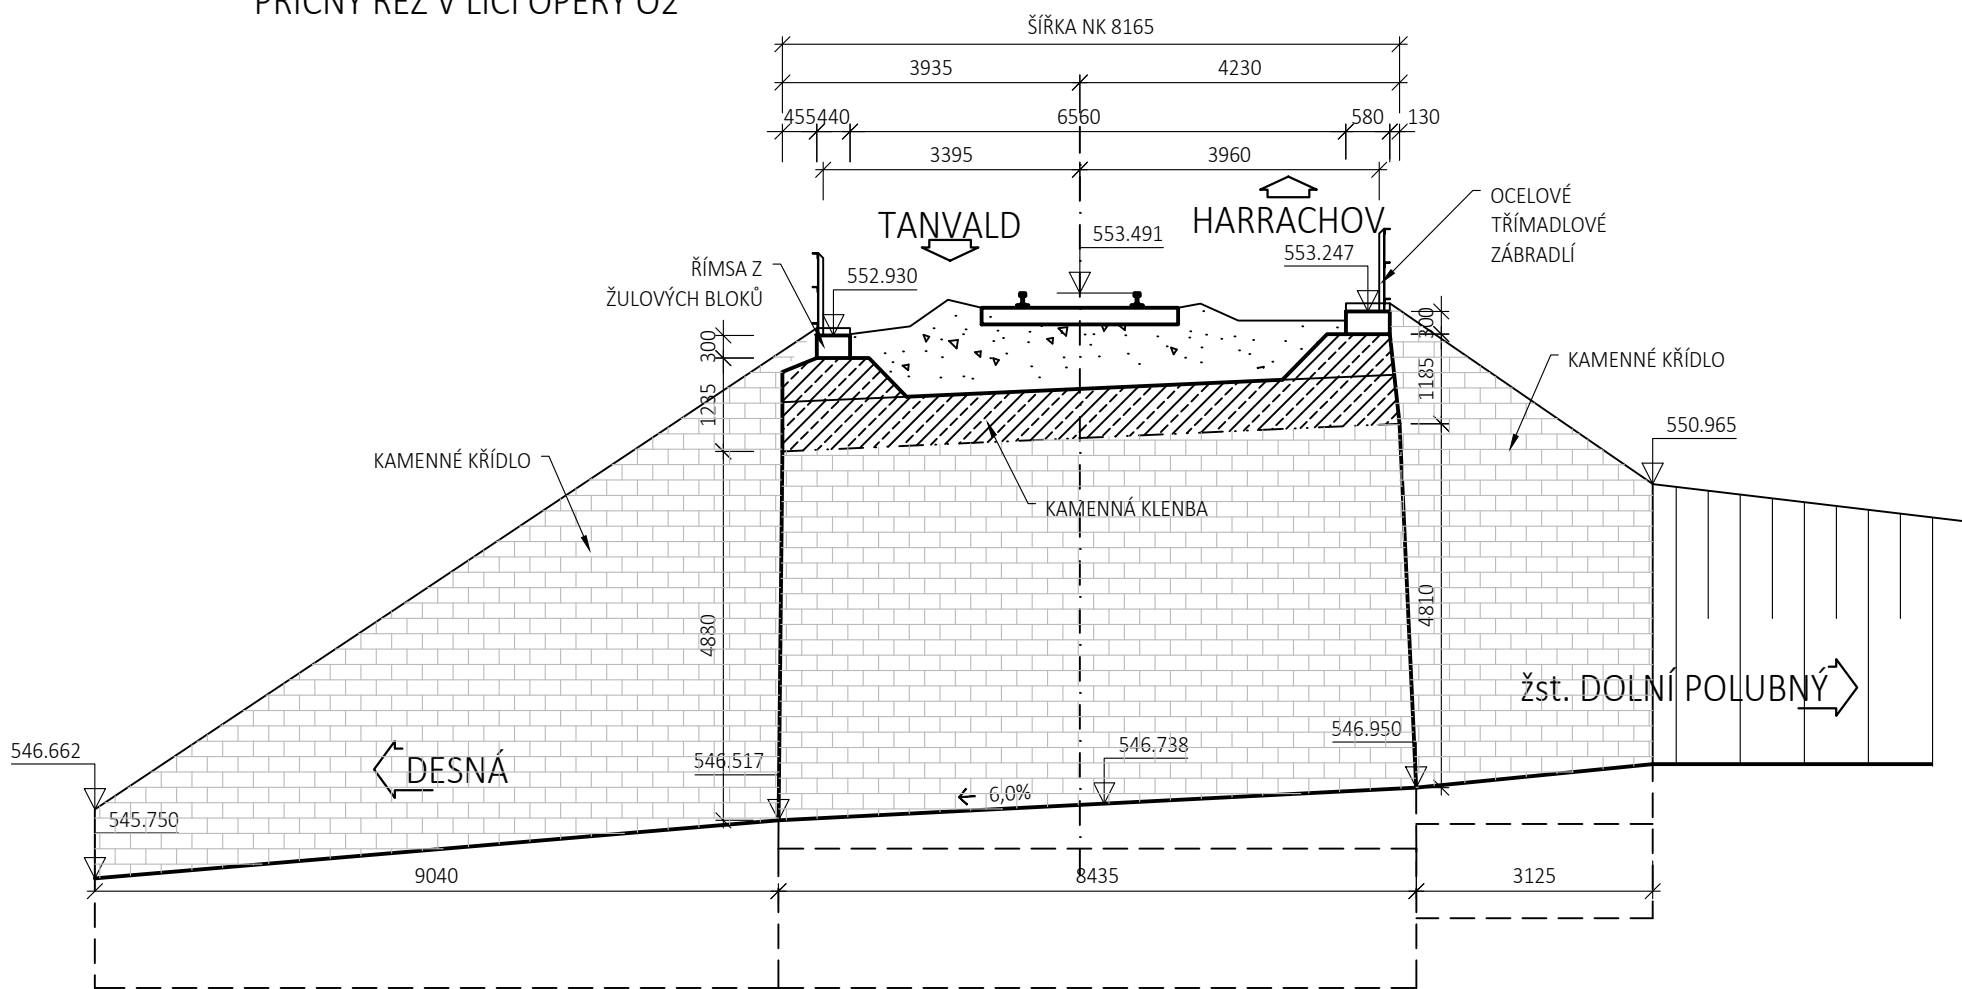 PŘÍČNÝ ŘEZ V LÍCI OPĚRY O2
ŠÍŘKA NK 8165
3935
4230
455
440
6560
580
130
3395
3960
TANVALD
HARRACHOV
OCELOVÉ
TŘÍMADLOVÉ
ZÁBRADLÍ
553.491
553.247
ŘÍMSA Z
ŽULOVÝCH BLOKŮ
552.930
300
300
KAMENNÉ KŘÍDLO
1235
1185
550.965
KAMENNÉ KŘÍDLO
KAMENNÁ KLENBA
4880
4810
žst. DOLNÍ POLUBNÝ
546.662
DESNÁ
546.517
546.738
546.950
6,0%
545.750
9040
8435
3125